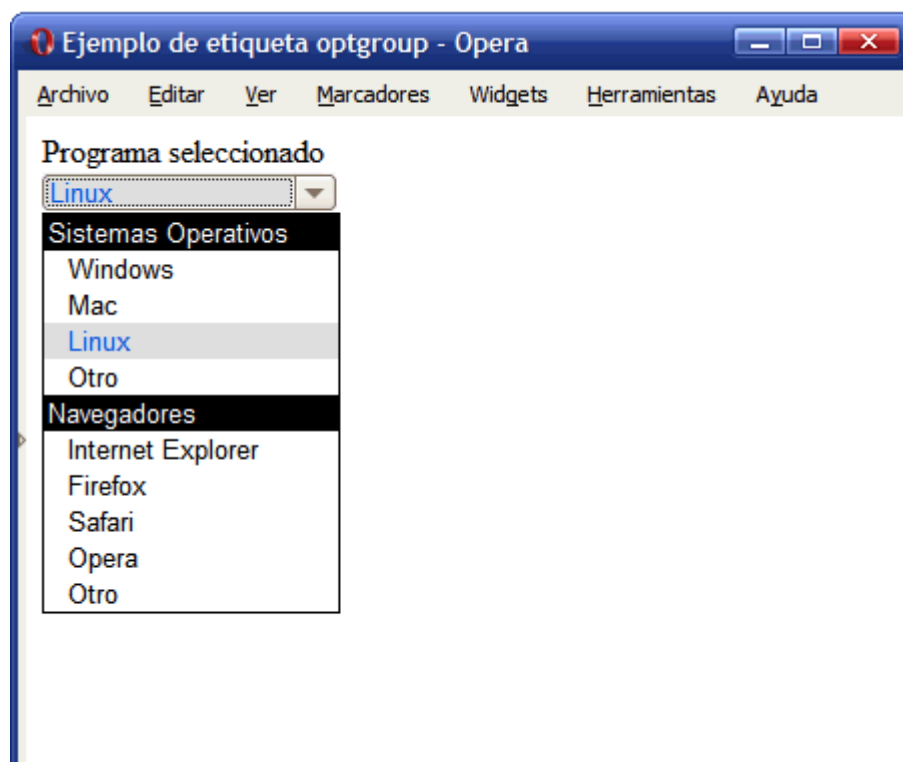 Ejemplo de etiqueta optgroup - Opera
Archivo Editar Ver Marcadores Widgets Herramientas Ayuda
Programa seleccionado
Linux
Sistemas Operativos
Windows
Mac
Linux
Otro
Navegadores
Internet Explorer
Firefox
Safari
Opera
Otro